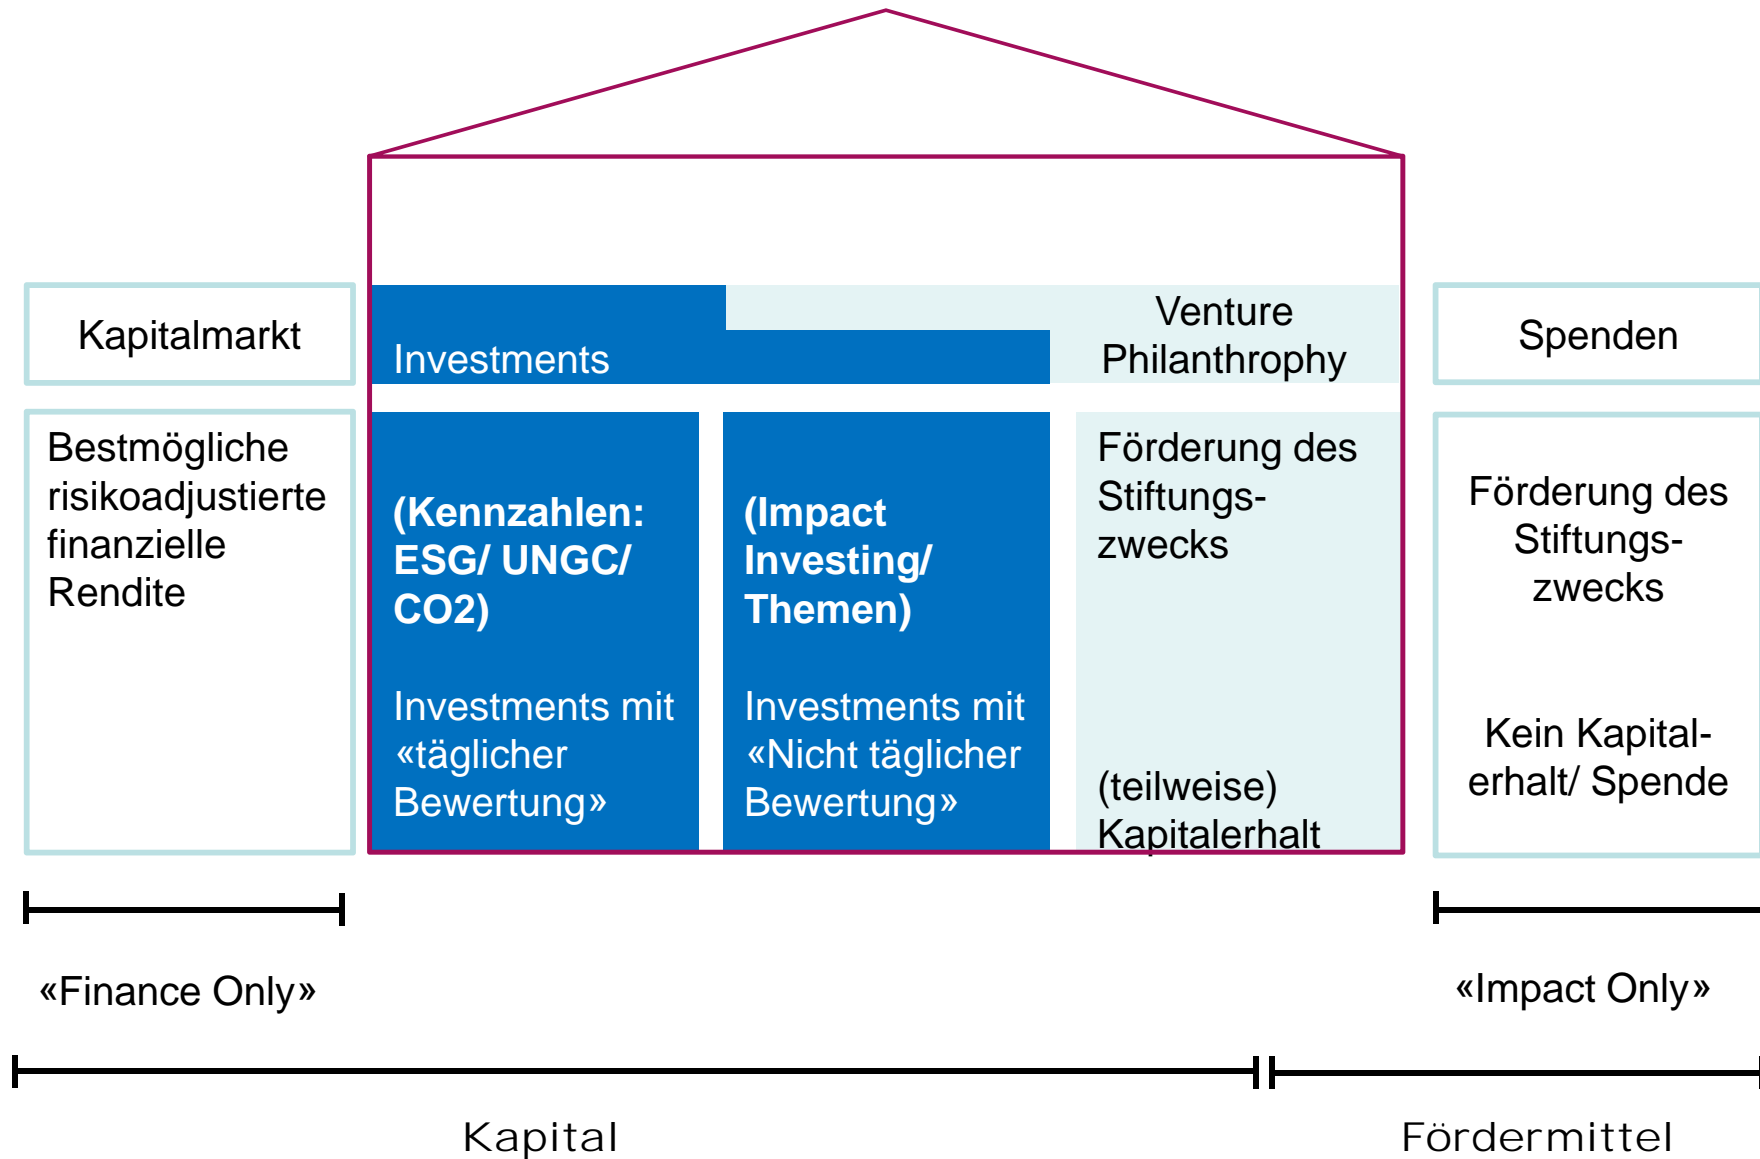 Kapitalmarkt
Investments
Venture
Philanthrophy
Spenden
Bestmögliche
risikoadjustierte
finanzielle
Rendite
(Kennzahlen:
ESG/ UNGC/
CO2)
Investments mit
«täglicher
Bewertung»
(Impact
Investing/
Themen)
Investments mit
«Nicht täglicher
Bewertung»
Förderung des
Stiftungs-
zwecks
(teilweise)
Kapitalerhalt
Förderung des
Stiftungs-
zwecks
Kein Kapital-
erhalt/ Spende
«Finance Only»
«Impact Only»
Kapital
Fördermittel